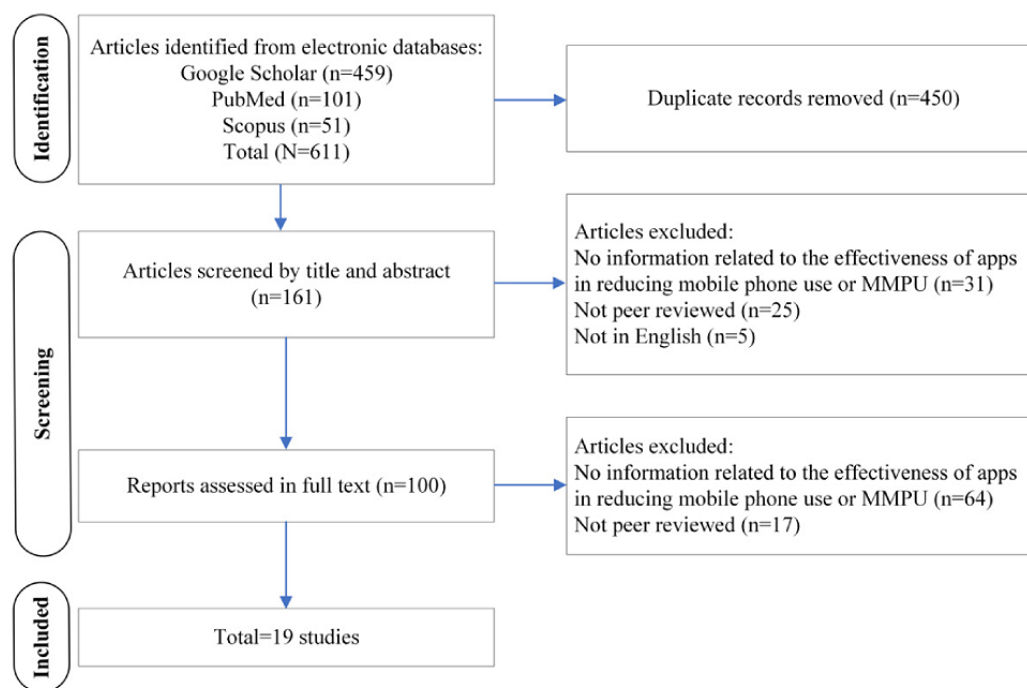 Identification
Articles identified from electronic databases:
Google Scholar (n=459)
PubMed (n=101)
Scopus (n=51)
Total (N=611)
Duplicate records removed (n=450)
Screening
Articles screened by title and abstract
(n=161)
Articles excluded:
No information related to the effectiveness of apps
in reducing mobile phone use or MMPU (n=31)
Not peer reviewed (n=25)
Not in English (n=5)
Reports assessed in full text (n=100)
Articles excluded:
No information related to the effectiveness of apps
in reducing mobile phone use or MMPU (n=64)
Not peer reviewed (n=17)
Included
Total=19 studies